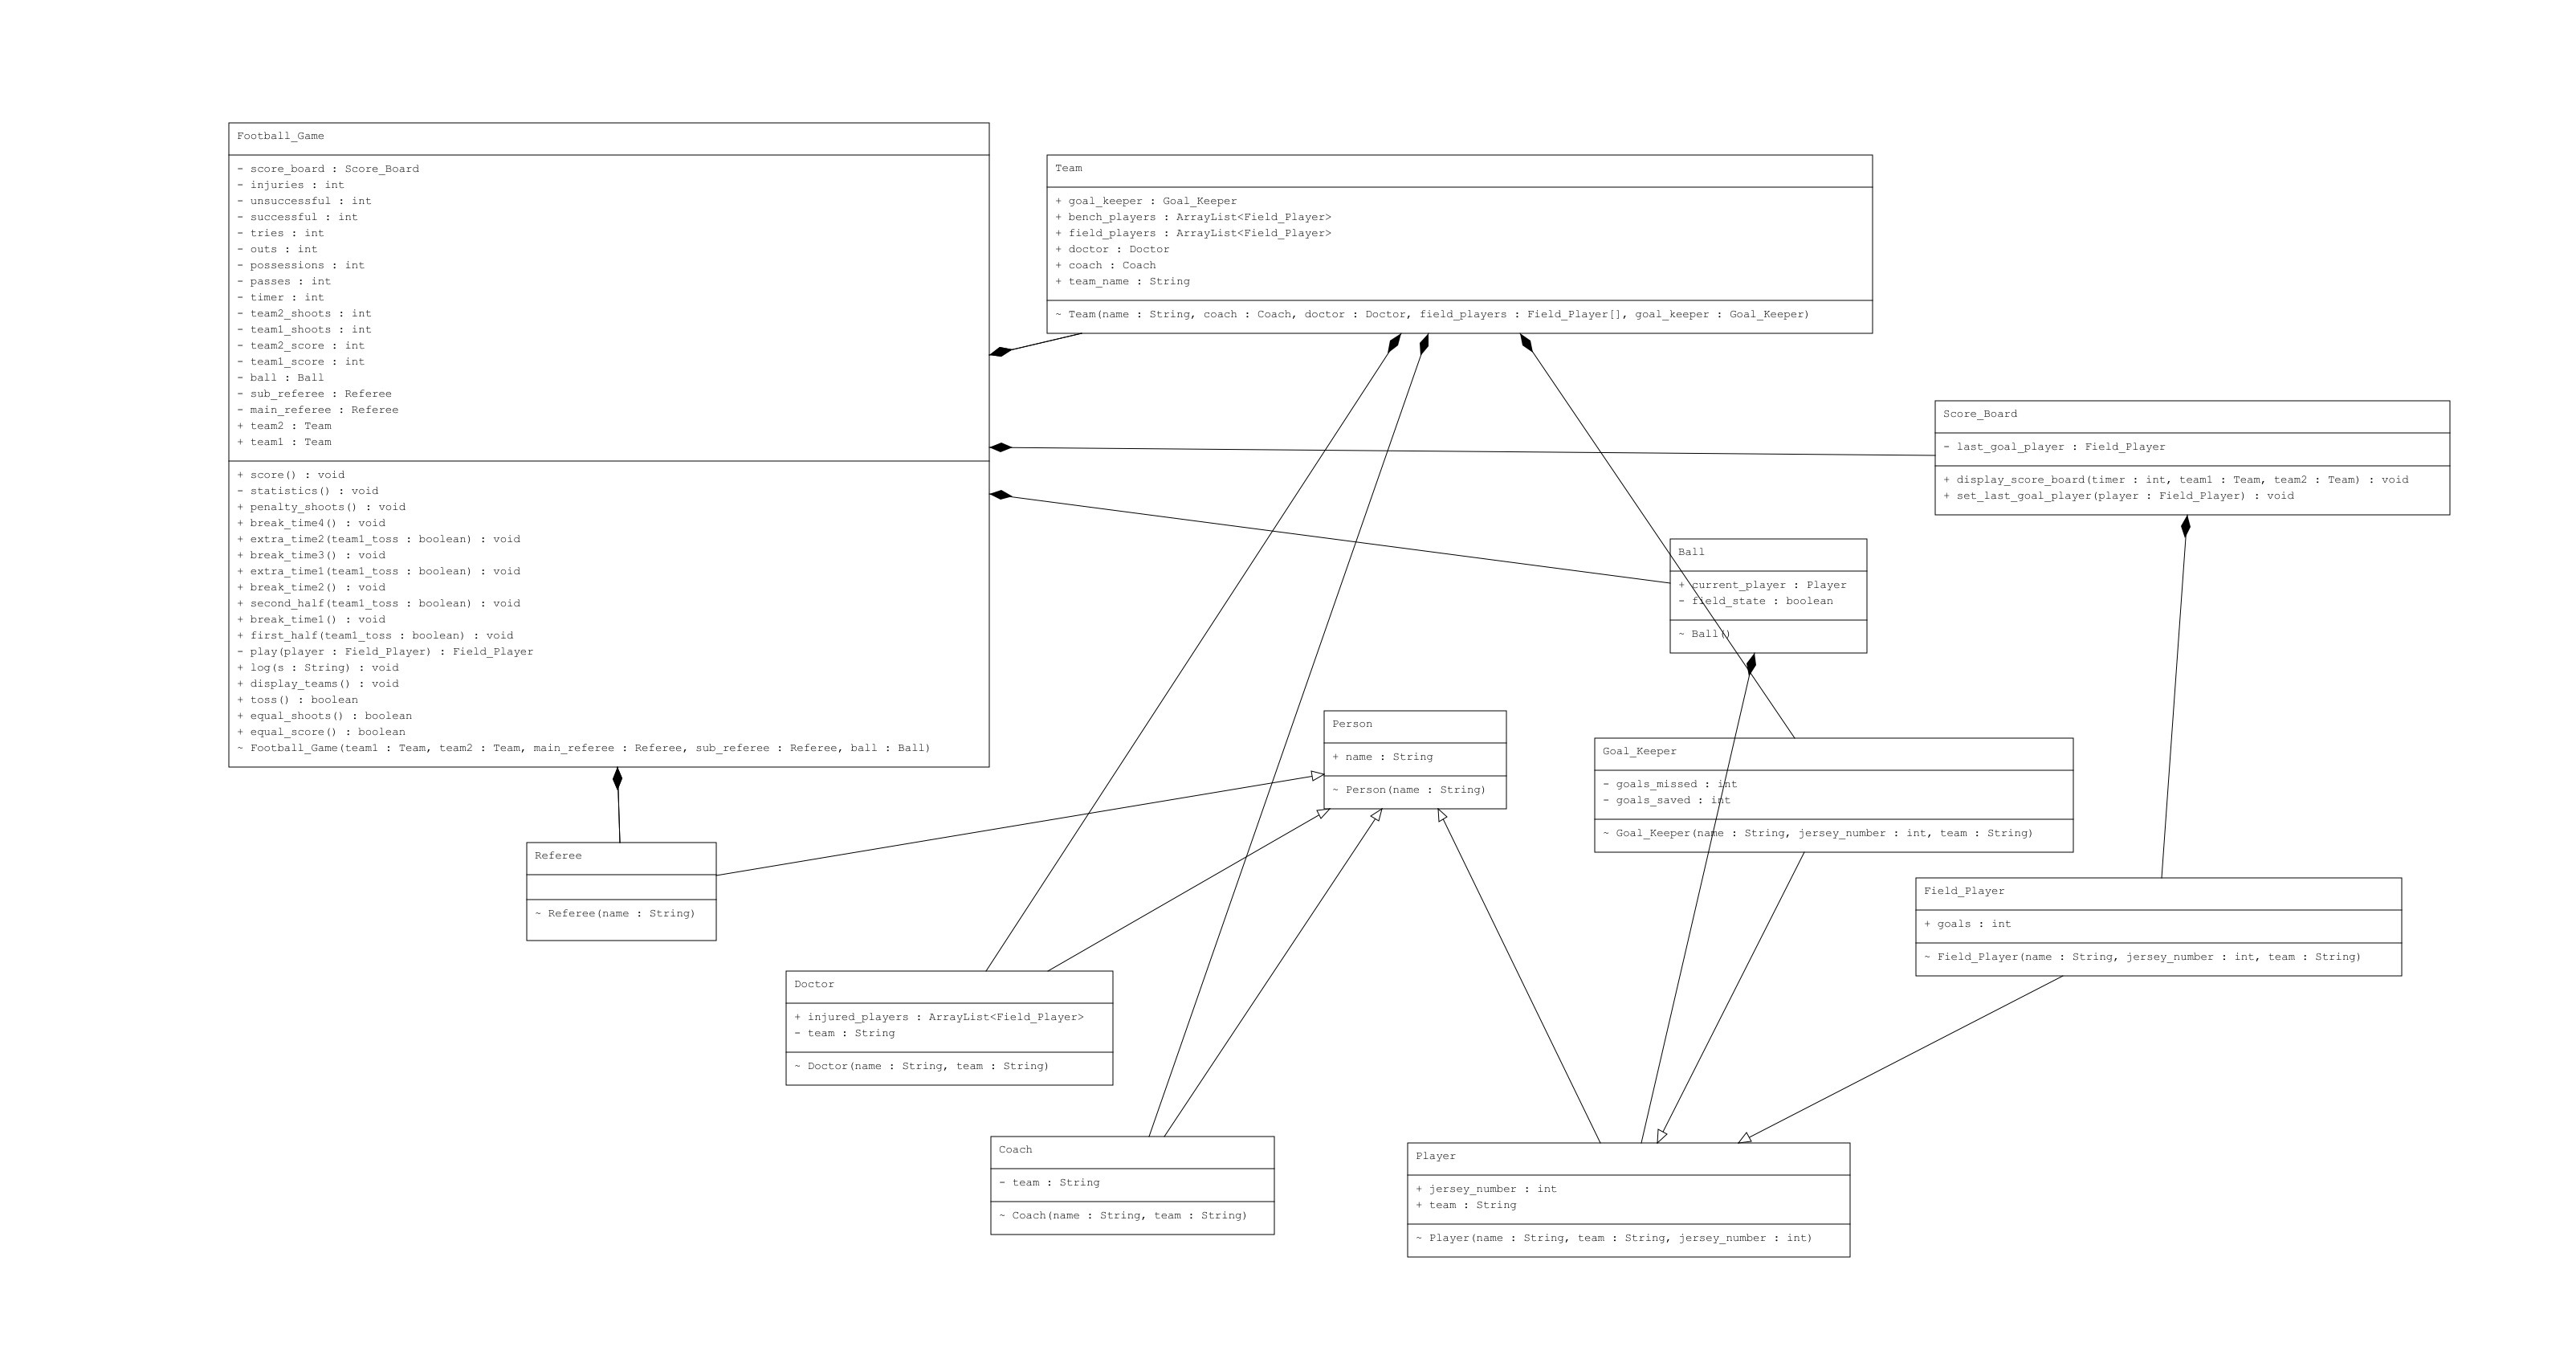 Football_Game
- score_board : Score_Board
- injuries : int
- unsuccessful : int
- successful : int
- tries : int
- outs : int
- possessions : int
- passes : int
- timer : int
- team2_shoots : int
- team1_shoots : int
- team2_score : int
- team1_score : int
- ball : Ball
- sub_referee : Referee
- main_referee : Referee
+ team2 : Team
+ team1 : Team
+ score() : void
- statistics() : void
+ penalty_shoots() : void
+ break_time4() : void
+ extra_time2(team1_toss : boolean) : void
+ break_time3() : void
+ extra_time1(team1_toss : boolean) : void
+ break_time2() : void
+ second_half(team1_toss : boolean) : void
+ break_time1() : void
+ first_half(team1_toss : boolean) : void
- play(player : Field_Player) : Field_Player
+ log(s : String) : void
+ display_teams() : void
+ toss() : boolean
+ equal_shoots() : boolean
+ equal_score() : boolean
~ Football_Game(team1 : Team, team2 : Team, main_referee : Referee, sub_referee : Referee, ball : Ball)
Team
+ goal_keeper : Goal_Keeper
+ bench_players : ArrayList<Field_Player>
+ field_players : ArrayList<Field_Player>
+ doctor : Doctor
+ coach : Coach
+ team_name : String
~ Team(name : String, coach : Coach, doctor : Doctor, field_players : Field_Player[], goal_keeper : Goal_Keeper)
Score_Board
- last_goal_player : Field_Player
+ display_score_board(timer : int, team1 : Team, team2 : Team) : void
+ set_last_goal_player(player : Field_Player) : void
Ball
+ current_player : Player
- field_state : boolean
~ Ball()
Person
+ name : String
~ Person(name : String)
Goal_Keeper
- goals_missed : int
- goals_saved : int
~ Goal_Keeper(name : String, jersey_number : int, team : String)
Referee
~ Referee(name : String)
Field_Player
+ goals : int
~ Field_Player(name : String, jersey_number : int, team : String)
Doctor
+ injured_players : ArrayList<Field_Player>
- team : String
~ Doctor(name : String, team : String)
Coach
- team : String
~ Coach(name : String, team : String)
Player
+ jersey_number : int
+ team : String
~ Player(name : String, team : String, jersey_number : int)